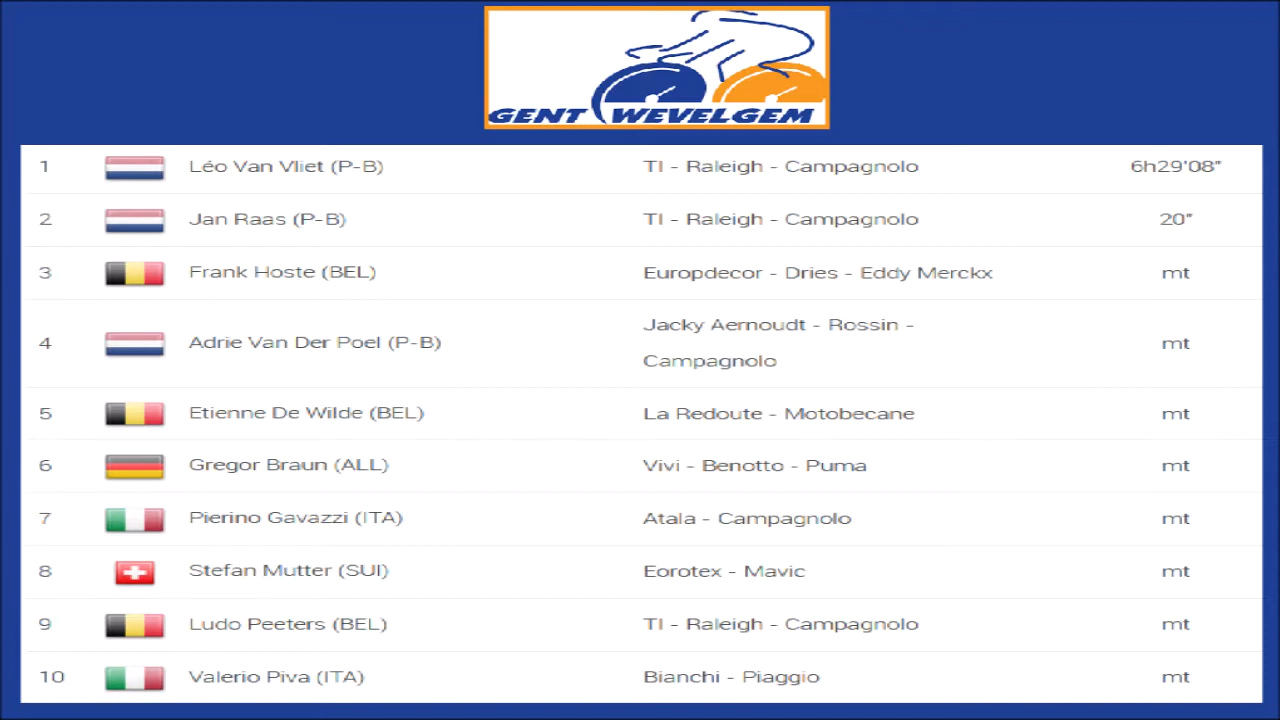 GENT WEVELGEM
1 Léo Van Vliet (P-B) TI - Raleigh - Campagnolo 6h29'08"
2 Jan Raas (P-B) TI - Raleigh - Campagnolo 20"
3 Frank Hoste (BEL) Europdecor - Dries - Eddy Merckx mt
4 Adrie Van Der Poel (P-B) Jacky Aernoudt - Rossin - mt
Campagnolo
5 Etienne De Wilde (BEL) La Redoute - Motobecane mt
6 Gregor Braun (ALL) Vivi - Benotto - Puma mt
7 Pierino Gavazzi (ITA) Atala - Campagnolo mt
8 Stefan Mutter (SUI) Eorotex - Mavic mt
9 Ludo Peeters (BEL) TI - Raleigh - Campagnolo mt
10 Valerio Piva (ITA) Bianchi - Piaggio mt